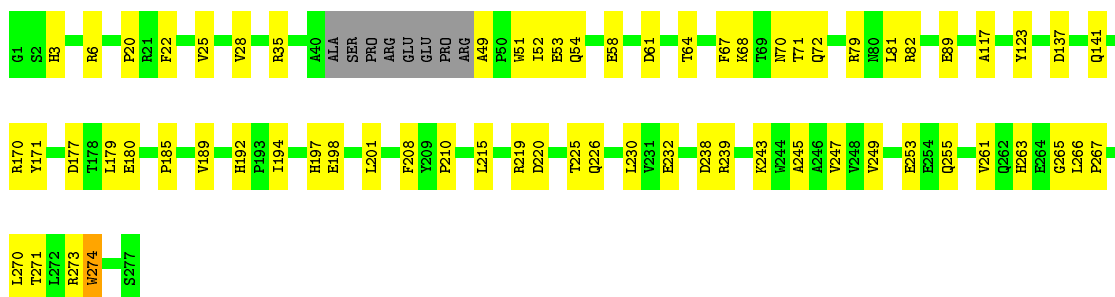 G1 S2 H3 R6 P20 R21 F22 V25 V28 R35 A40 ALA SER PRO ARG GLU GLU PRO ARG A49 P50 W51 I52 E53 Q54 E58 D61 T64 F67 K68 T69 N70 T71 Q72 R79 N80 L81 R82 E89 A117 Y123 D137 Q141
R170 Y171 D177 T178 L179 E180 P185 V189 H192 P193 I194 H197 E198 L201 F208 Y209 P210 L215 R219 D220 T225 Q226 L230 V231 E232 D238 R239 K243 W244 A245 A246 V247 V248 V249 E253 E254 Q255 V261 Q262 H263 E264 G265 L266 P267
L270 T271 L272 R273 W274 S277